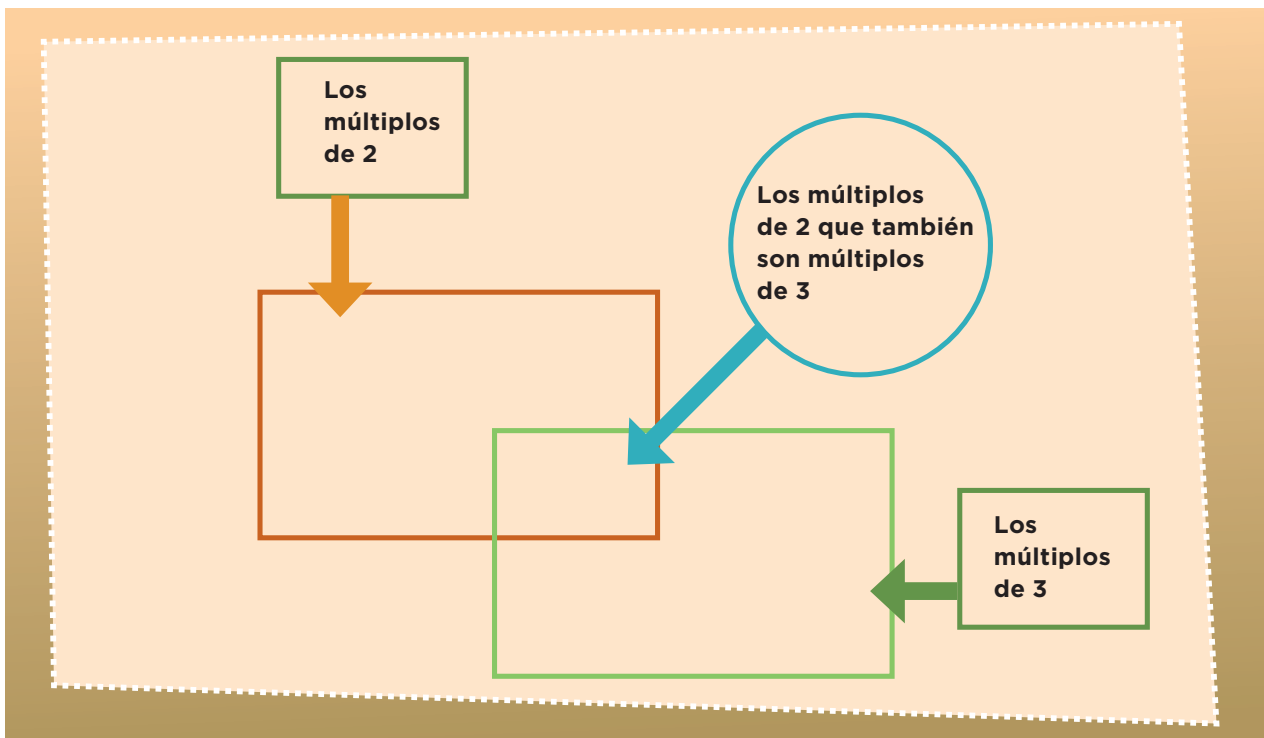 Los
múltiplos
de 2
Los múltiplos
de 2 que también
son múltiplos
de 3
Los
múltiplos
de 3